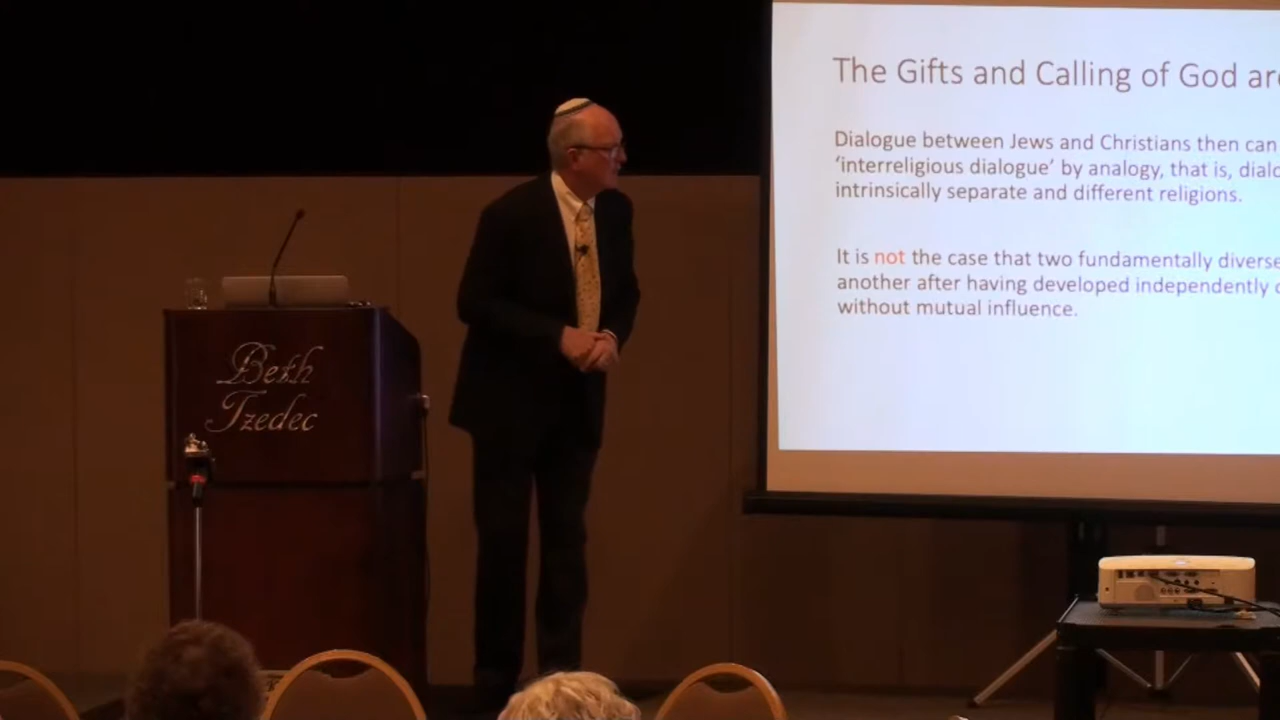 Beth
Tzedec
The Gifts and Calling of God
Dialogue between Jews and Christians then can
‘interreligious dialogue’ by analogy, that is,
intrinsically separate and different religions.
It is not the case that two fundamentally diverse
another after having developed independently
without mutual influence.